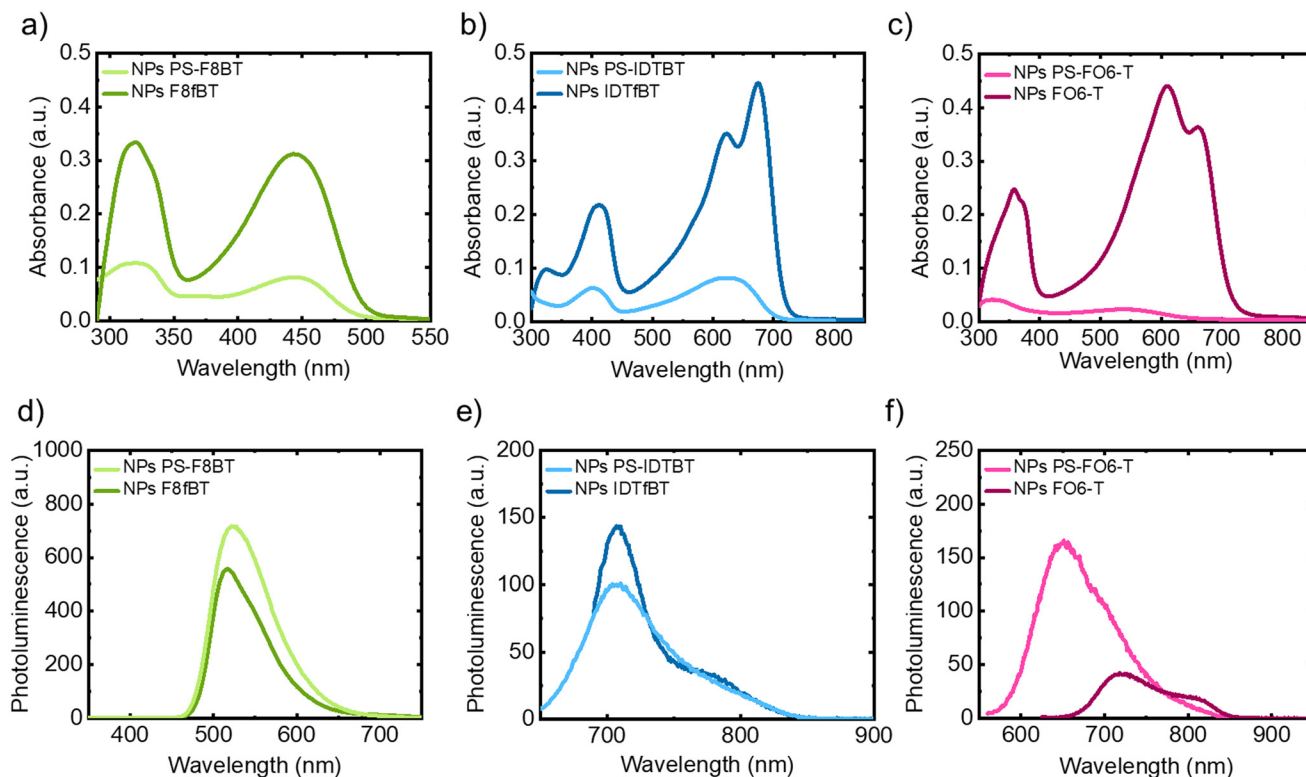 a)
NPs PS-F8BT
NPs F8fBT
Absorbance (a.u.)
0.5
0.4
0.3
0.2
0.1
0.0
300 350 400 450 500 550
Wavelength (nm)
b)
NPs PS-IDTBT
NPs IDTfBT
Absorbance (a.u.)
0.5
0.4
0.3
0.2
0.1
0.0
300 400 500 600 700 800
Wavelength (nm)
c)
NPs PS-FO6-T
NPs FO6-T
Absorbance (a.u.)
0.5
0.4
0.3
0.2
0.1
0.0
300 400 500 600 700 800
Wavelength (nm)
d)
NPs PS-F8BT
NPs F8fBT
Photoluminescence (a.u.)
1000
800
600
400
200
0
400 500 600 700
Wavelength (nm)
e)
NPs PS-IDTBT
NPs IDTfBT
Photoluminescence (a.u.)
200
150
100
50
0
700 800 900
Wavelength (nm)
f)
NPs PS-FO6-T
NPs FO6-T
Photoluminescence (a.u.)
250
200
150
100
50
0
600 700 800 900
Wavelength (nm)